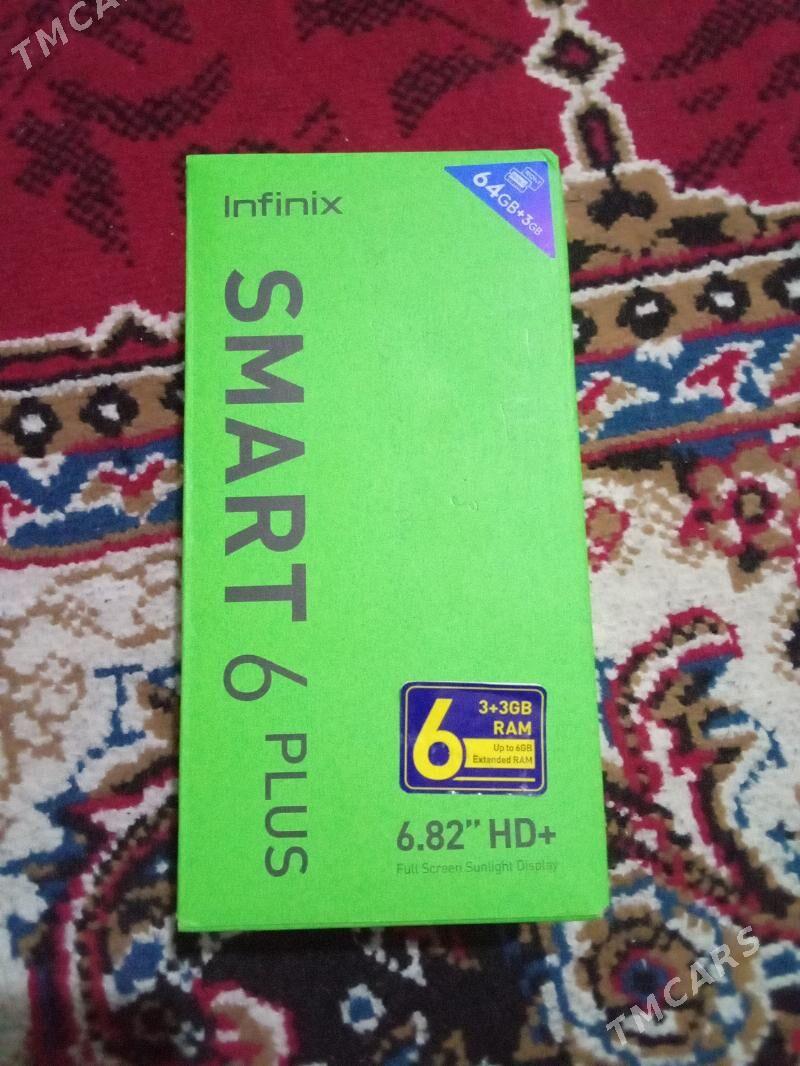 TMCARS
Infinix
64GB+3GB
SMART 6 PLUS
6
3+3GB
RAM
Up to 6GB
Extended RAM
6.82” HD+
Full Screen Sunlight Display
TMCARS